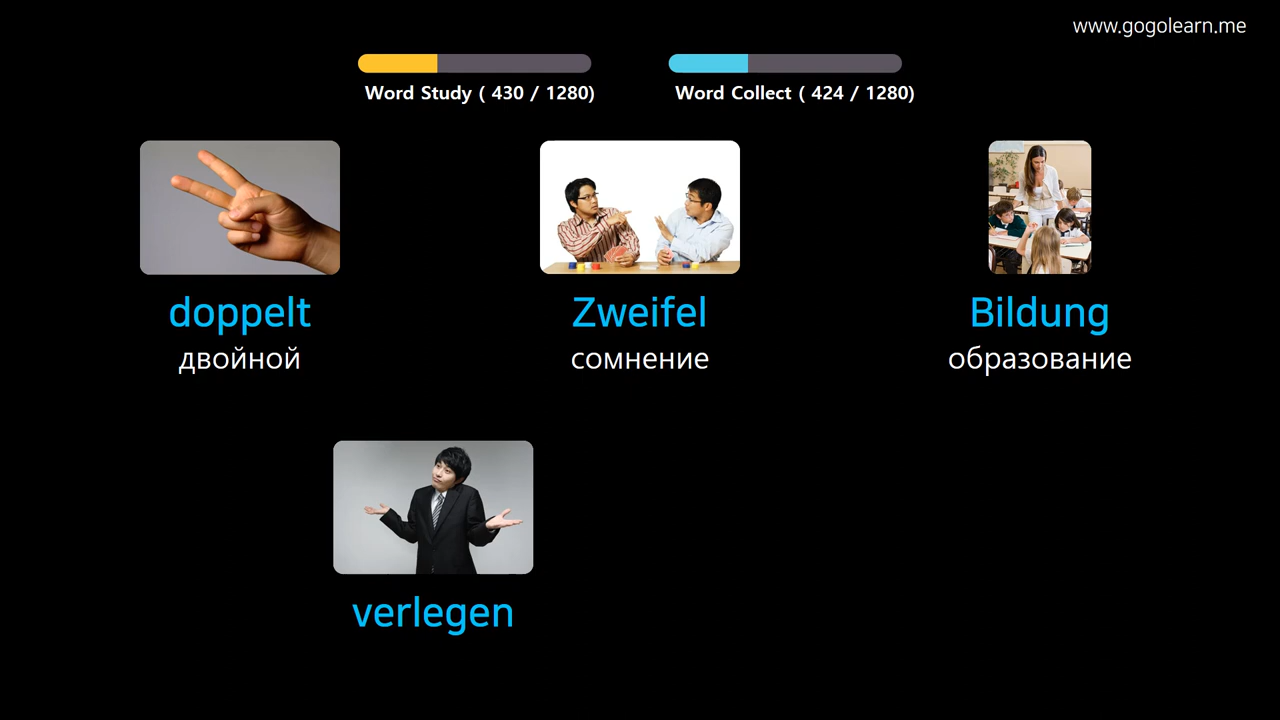 www.gogolearn.me
Word Study ( 430 / 1280)
Word Collect ( 424 / 1280)
doppelt
Zweifel
Bildung
двойной
сомнение
образование
verlegen